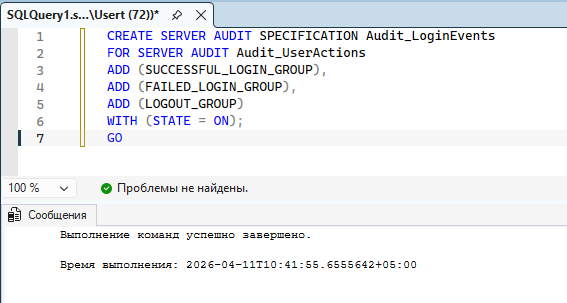 SQLQuery1.s...\Usert (72))*
1 CREATE SERVER AUDIT SPECIFICATION Audit_LoginEvents
2 FOR SERVER AUDIT Audit_UserActions
3 ADD (SUCCESSFUL_LOGIN_GROUP),
4 ADD (FAILED_LOGIN_GROUP),
5 ADD (LOGOUT_GROUP)
6 WITH (STATE = ON);
7 GO
100 % Проблемы не найдены.
Сообщения
Выполнение команд успешно завершено.
Время выполнения: 2026-04-11T10:41:55.6555642+05:00